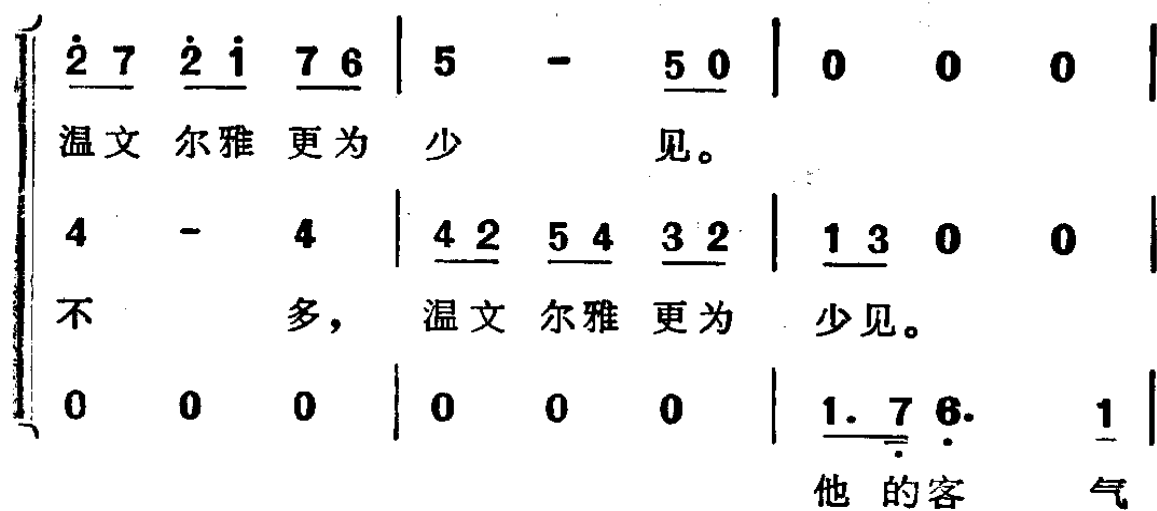 2̇ 7 2̇ 1̇ 7 6 | 5 - 5 0 | 0 0 0 |
温文 尔雅 更为 少 见。
4 - 4 | 4 2 5 4 3 2 | 1 3 0 0 |
不 多， 温文 尔雅 更为 少见。
0 0 0 | 0 0 0 | 1. 7̣ 6̣. 1 |
他 的客 气